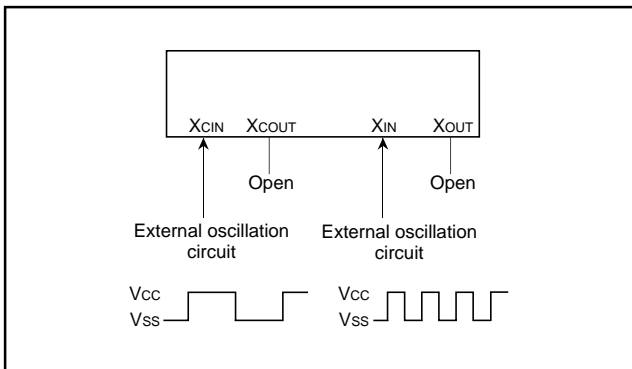 XCIN XCOUT XIN XOUT
Open Open
External oscillation External oscillation
circuit circuit
VCC VCC
VSS VSS